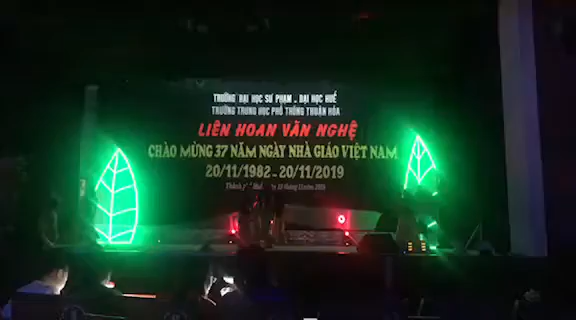 TRƯỜNG ĐẠI HỌC SƯ PHẠM - ĐẠI HỌC HUẾ
TRƯỜNG TRUNG HỌC PHỔ THÔNG THUẬN HÓA
LIÊN HOAN VĂN NGHỆ
CHÀO MỪNG 37 NĂM NGÀY NHÀ GIÁO VIỆT NAM
20/11/1982 - 20/11/2019